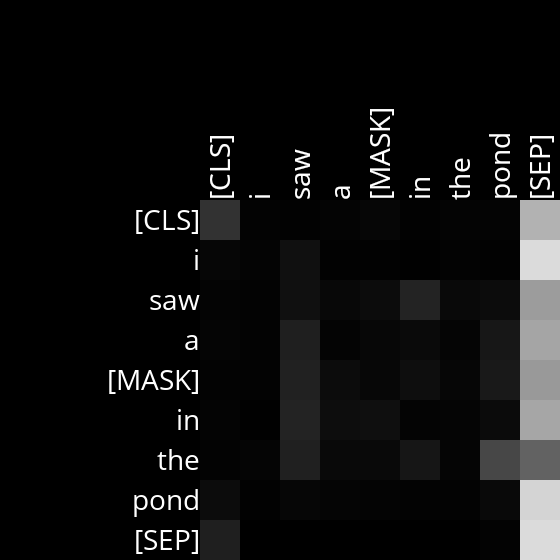 [CLS] i saw a [MASK] in the pond [SEP]
[CLS]
i
saw
a
[MASK]
in
the
pond
[SEP]